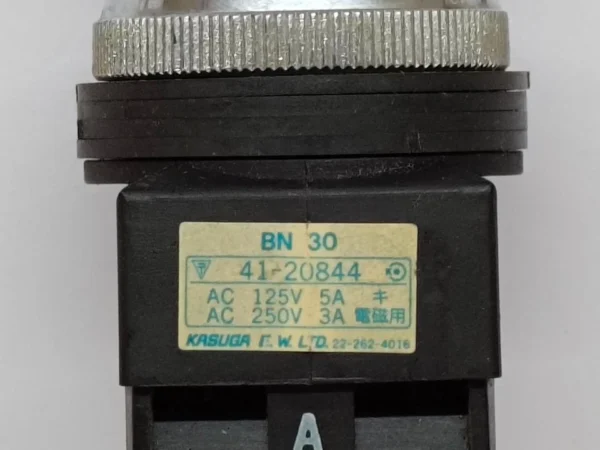 BN 30
41-20844
AC 125V 5A キ
AC 250V 3A 電磁用
KASUGA E.W. LTD. 22-262-4016
A